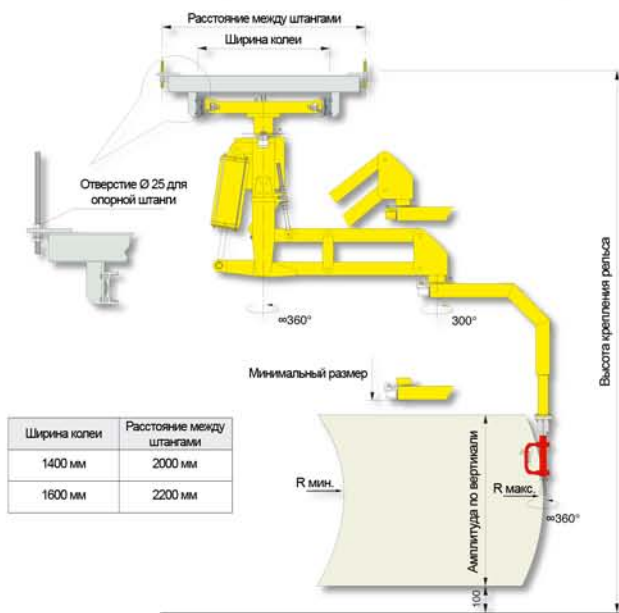 Расстояние между штангами
Ширина колеи
Отверстие Ø 25 для
опорной штанги
∞360°
300°
Высота крепления рельса
Минимальный размер
Ширина колеи
Расстояние между
штангами
1400 мм
2000 мм
1600 мм
2200 мм
R мин.
Амплитуда по вертикали
R макс.
∞360°
100